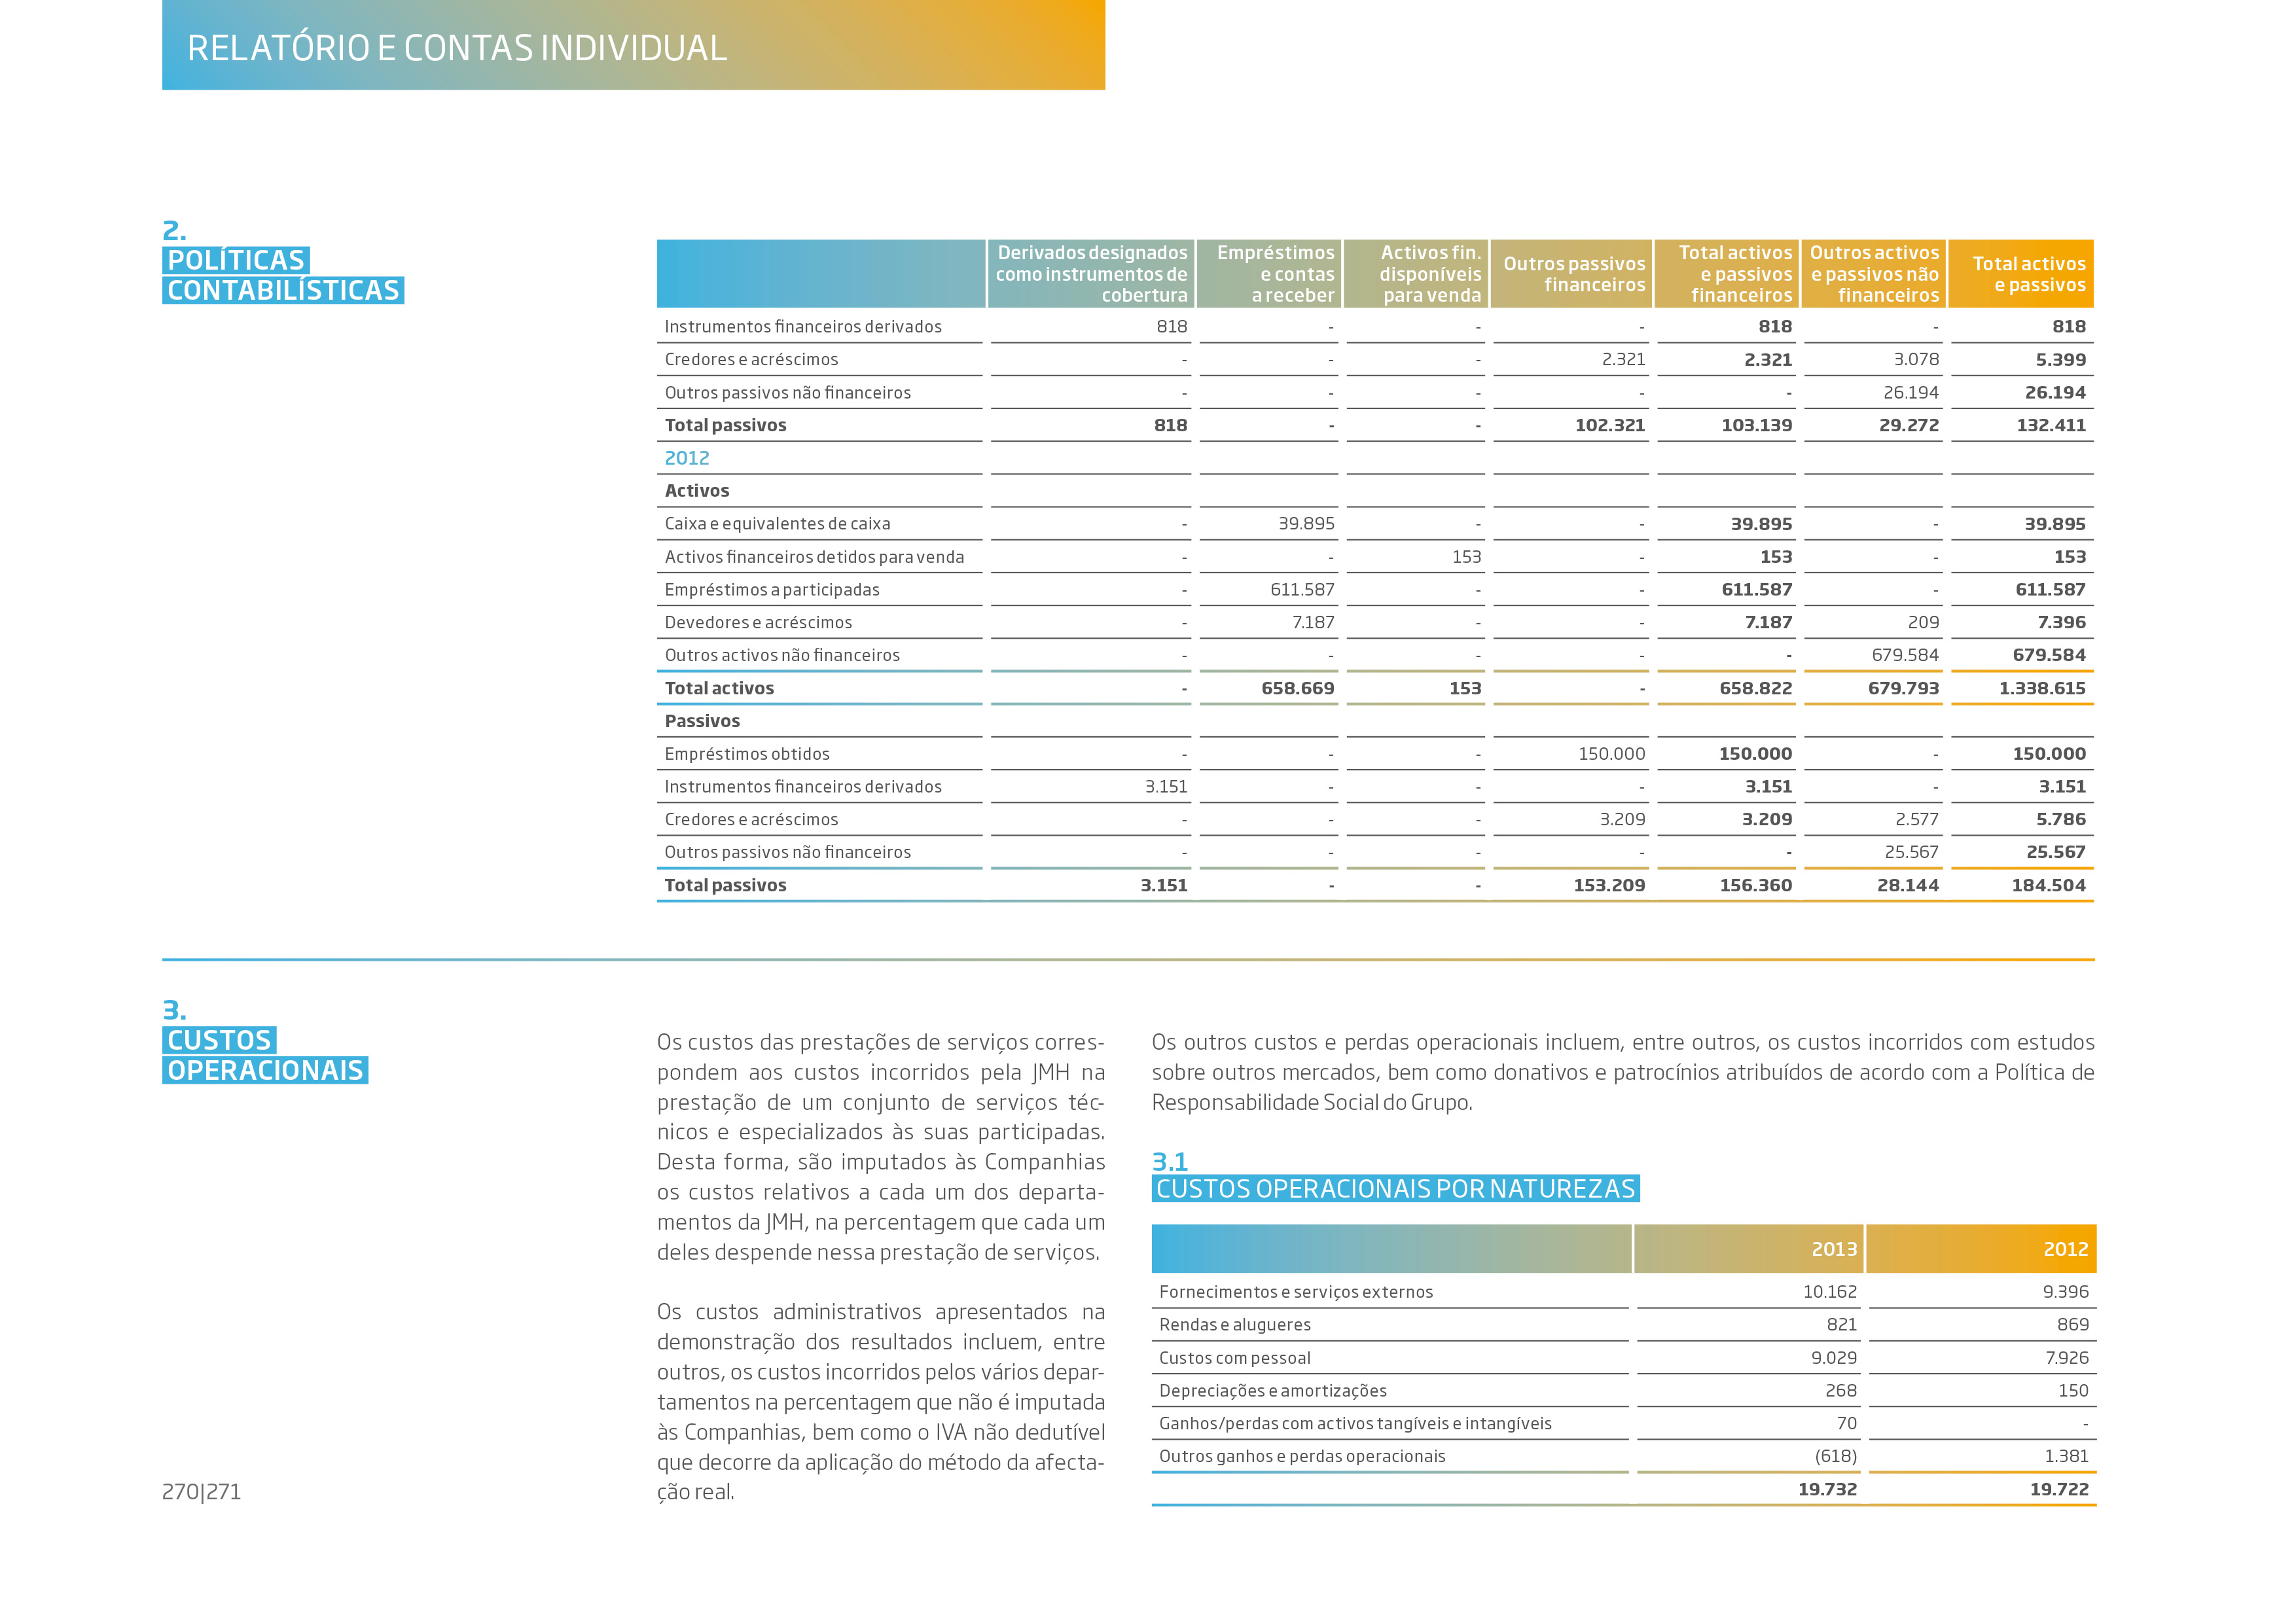 RELATÓRIO E CONTAS INDIVIDUAL
2.
POLÍTICAS
CONTABILÍSTICAS
Derivados designados como instrumentos de cobertura | Empréstimos e contas a receber | Activos fin. disponíveis para venda | Outros passivos financeiros | Total activos e passivos financeiros | Outros activos e passivos não financeiros | Total activos e passivos
Instrumentos financeiros derivados 818 - - - 818 - 818
Credores e acréscimos - - - 2.321 2.321 3.078 5.399
Outros passivos não financeiros - - - - - 26.194 26.194
Total passivos 818 - - 102.321 103.139 29.272 132.411
2012
Activos
Caixa e equivalentes de caixa - 39.895 - - 39.895 - 39.895
Activos financeiros detidos para venda - - 153 - 153 - 153
Empréstimos a participadas - 611.587 - - 611.587 - 611.587
Devedores e acréscimos - 7.187 - - 7.187 209 7.396
Outros activos não financeiros - - - - - 679.584 679.584
Total activos - 658.669 153 - 658.822 679.793 1.338.615
Passivos
Empréstimos obtidos - - - 150.000 150.000 - 150.000
Instrumentos financeiros derivados 3.151 - - - 3.151 - 3.151
Credores e acréscimos - - - 3.209 3.209 2.577 5.786
Outros passivos não financeiros - - - - - 25.567 25.567
Total passivos 3.151 - - 153.209 156.360 28.144 184.504
3.
CUSTOS
OPERACIONAIS
Os custos das prestações de serviços corres-
pondem aos custos incorridos pela JMH na
prestação de um conjunto de serviços téc-
nicos e especializados às suas participadas.
Desta forma, são imputados às Companhias
os custos relativos a cada um dos departa-
mentos da JMH, na percentagem que cada um
deles despende nessa prestação de serviços.
Os custos administrativos apresentados na
demonstração dos resultados incluem, entre
outros, os custos incorridos pelos vários depar-
tamentos na percentagem que não é imputada
às Companhias, bem como o IVA não dedutível
que decorre da aplicação do método da afecta-
ção real.
Os outros custos e perdas operacionais incluem, entre outros, os custos incorridos com estudos
sobre outros mercados, bem como donativos e patrocínios atribuídos de acordo com a Política de
Responsabilidade Social do Grupo.
3.1
CUSTOS OPERACIONAIS POR NATUREZAS
2013 2012
Fornecimentos e serviços externos 10.162 9.396
Rendas e alugueres 821 869
Custos com pessoal 9.029 7.926
Depreciações e amortizações 268 150
Ganhos/perdas com activos tangíveis e intangíveis 70 -
Outros ganhos e perdas operacionais (618) 1.381
19.732 19.722
270|271